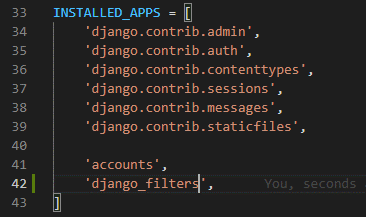 33 INSTALLED_APPS = [
34     'django.contrib.admin',
35     'django.contrib.auth',
36     'django.contrib.contenttypes',
37     'django.contrib.sessions',
38     'django.contrib.messages',
39     'django.contrib.staticfiles',
40
41     'accounts',
42     'django_filters',     You, seconds
43 ]